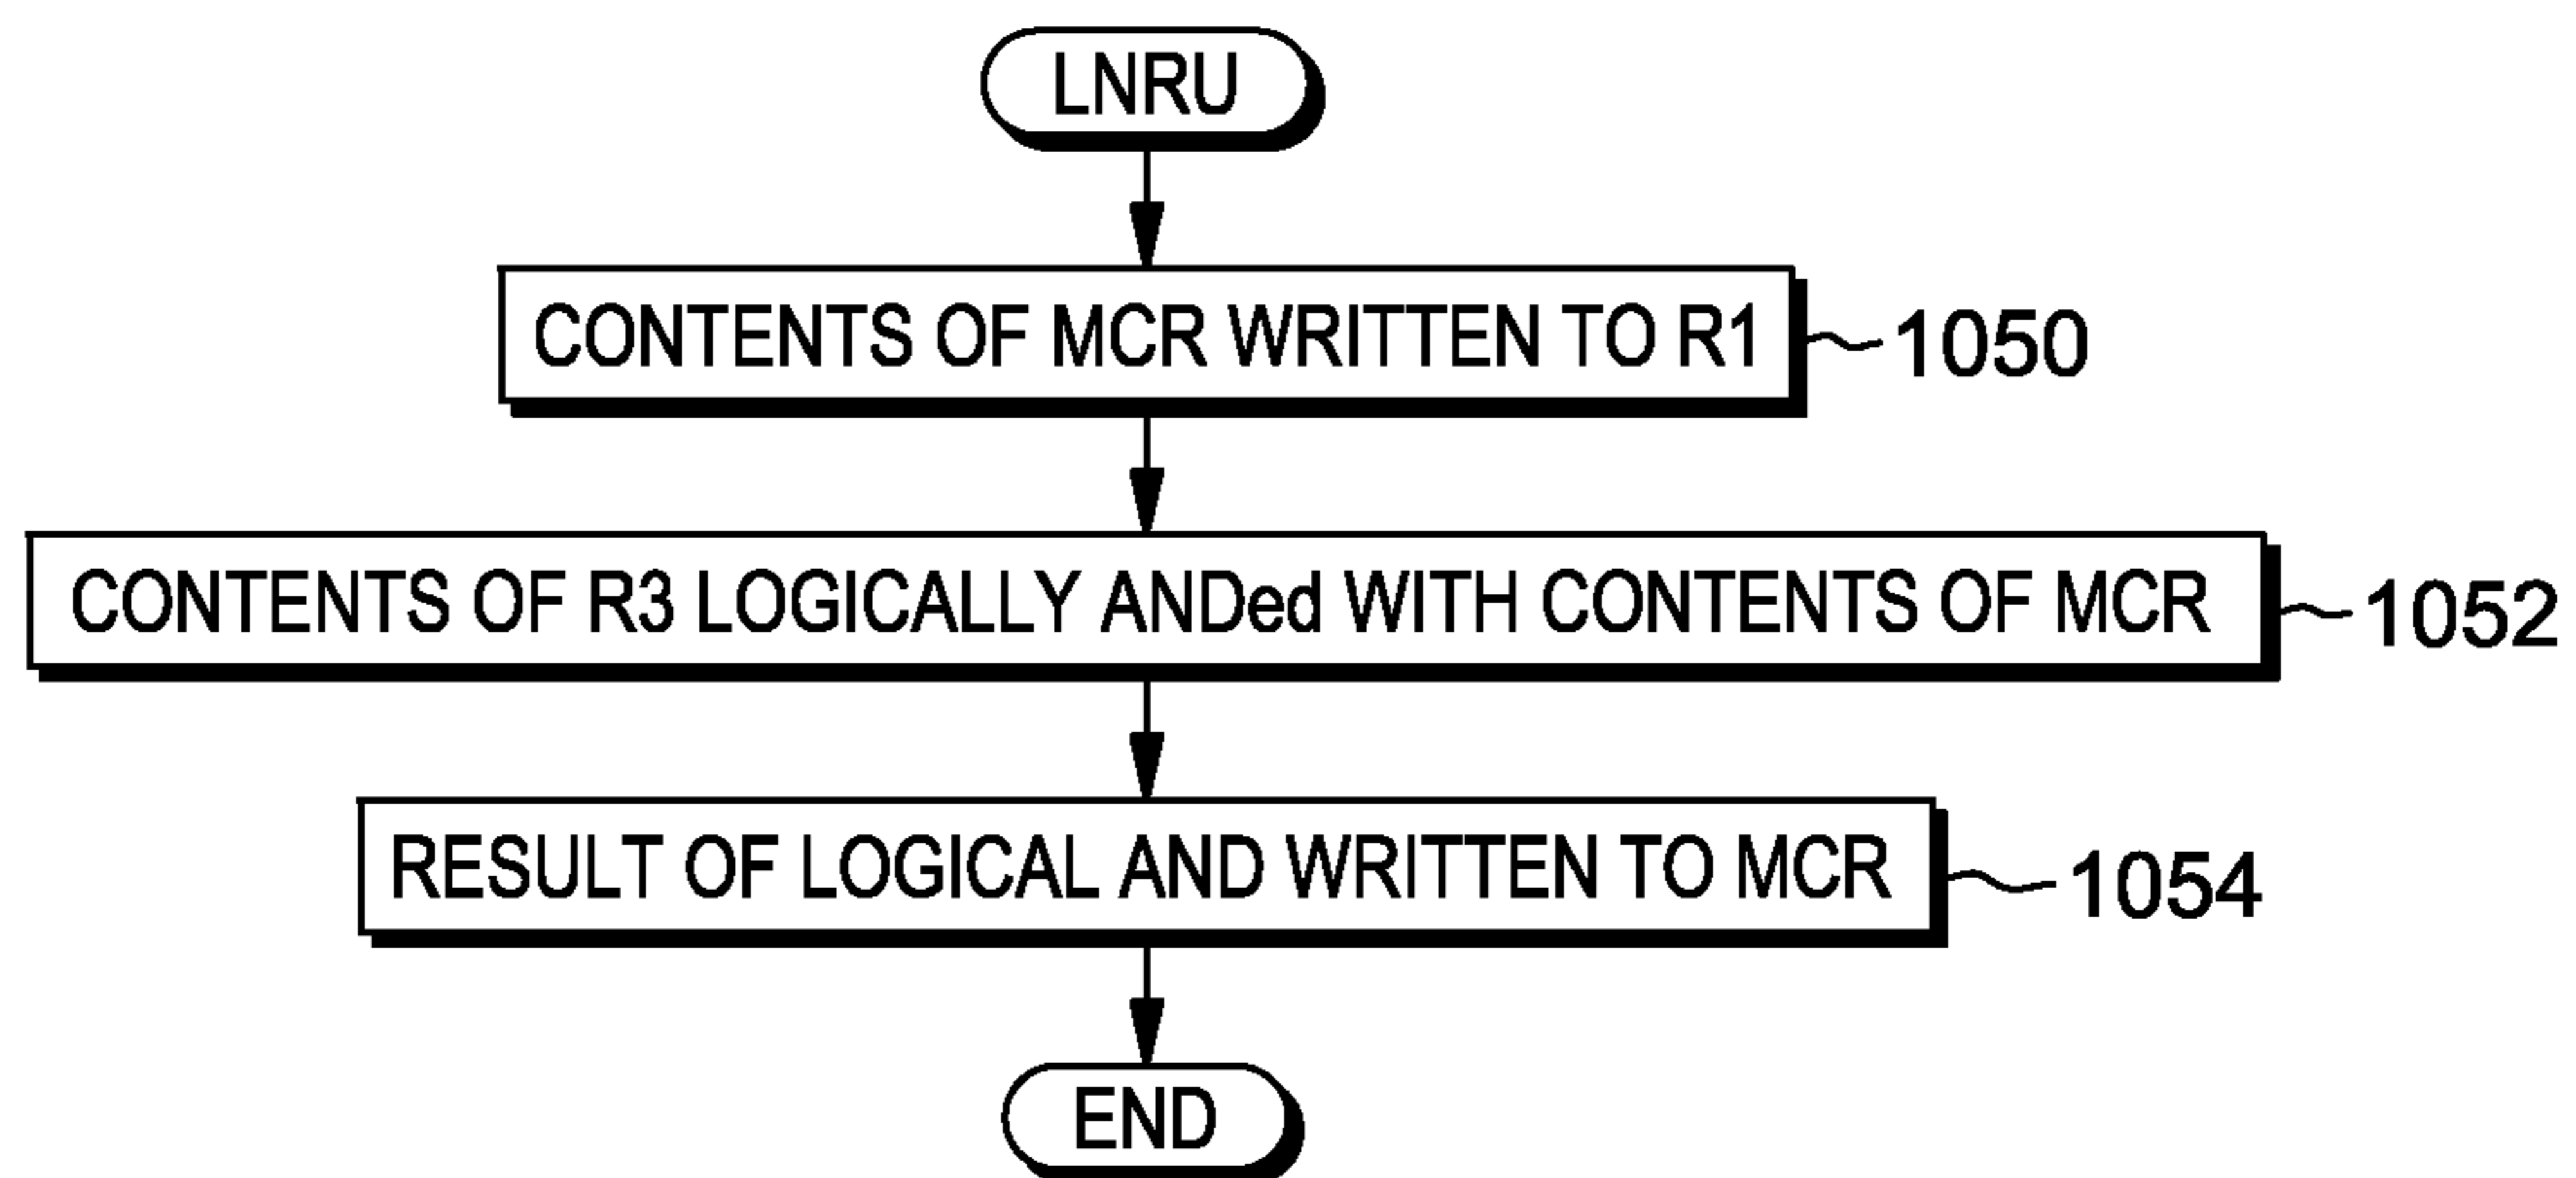 LNRU
CONTENTS OF MCR WRITTEN TO R1
1050
CONTENTS OF R3 LOGICALLY ANDed WITH CONTENTS OF MCR
1052
RESULT OF LOGICAL AND WRITTEN TO MCR
1054
END